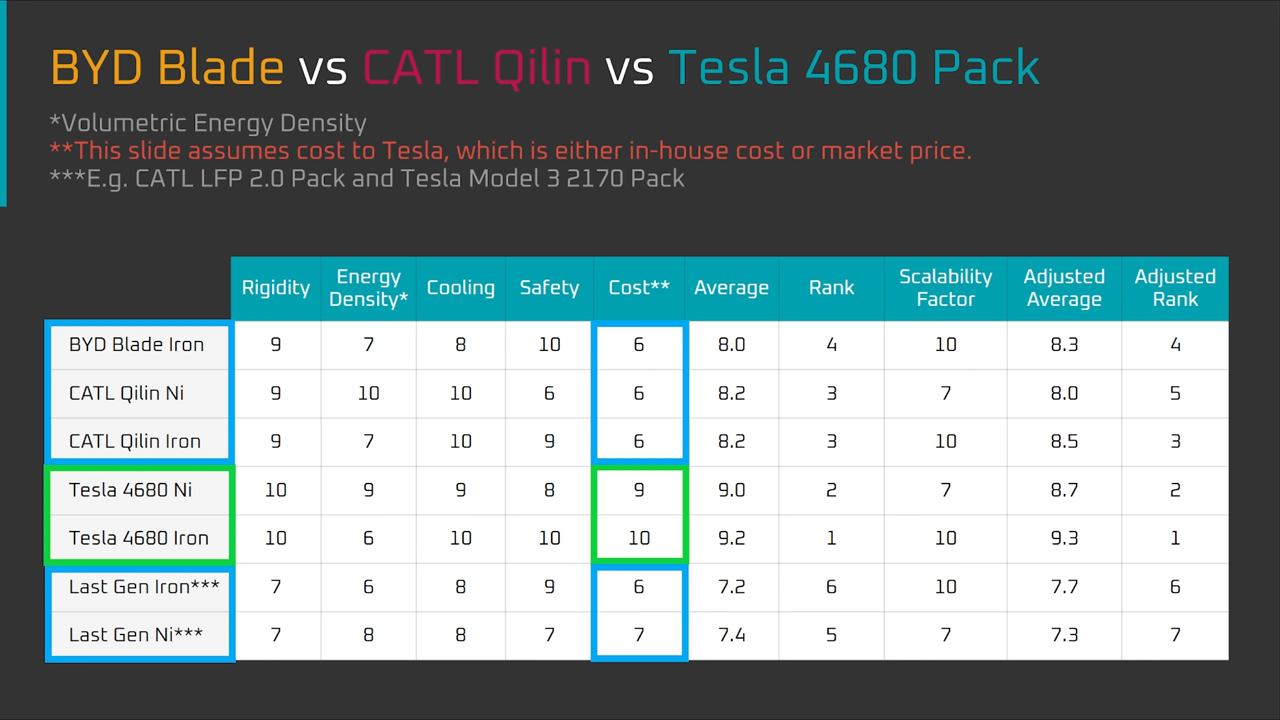 BYD Blade vs CATL Qilin vs Tesla 4680 Pack
*Volumetric Energy Density
**This slide assumes cost to Tesla, which is either in-house cost or market price.
***E.g. CATL LFP 2.0 Pack and Tesla Model 3 2170 Pack
Rigidity Energy Density* Cooling Safety Cost** Average Rank Scalability Factor Adjusted Average Adjusted Rank
BYD Blade Iron 9 7 8 10 6 8.0 4 10 8.3 4
CATL Qilin Ni 9 10 10 6 6 8.2 3 7 8.0 5
CATL Qilin Iron 9 7 10 9 6 8.2 3 10 8.5 3
Tesla 4680 Ni 10 9 9 8 9 9.0 2 7 8.7 2
Tesla 4680 Iron 10 6 10 10 10 9.2 1 10 9.3 1
Last Gen Iron*** 7 6 8 9 6 7.2 6 10 7.7 6
Last Gen Ni*** 7 8 8 7 7 7.4 5 7 7.3 7